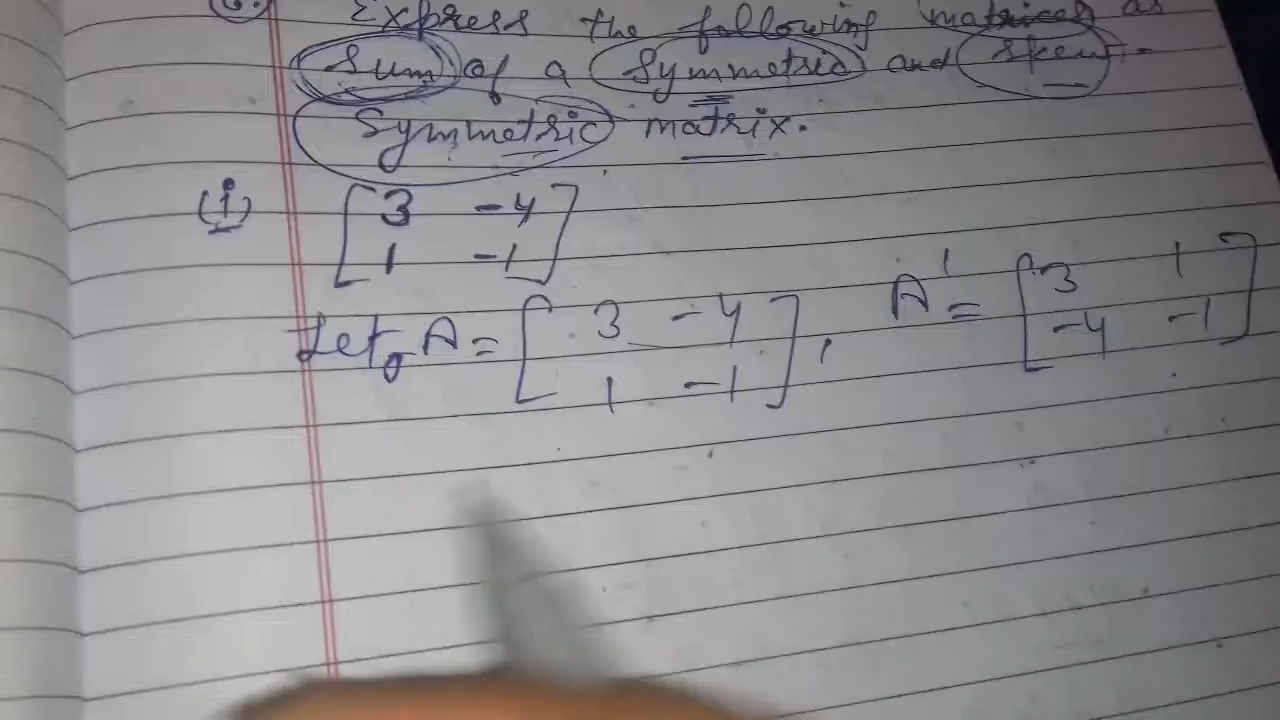 6. Express the following matrices as
Sum of a Symmetric and Skew-
Symmetric matrix.
(i) [3 -4
1 -1]
Let A = [3 -4
1 -1], A' = [3 1
-4 -1]